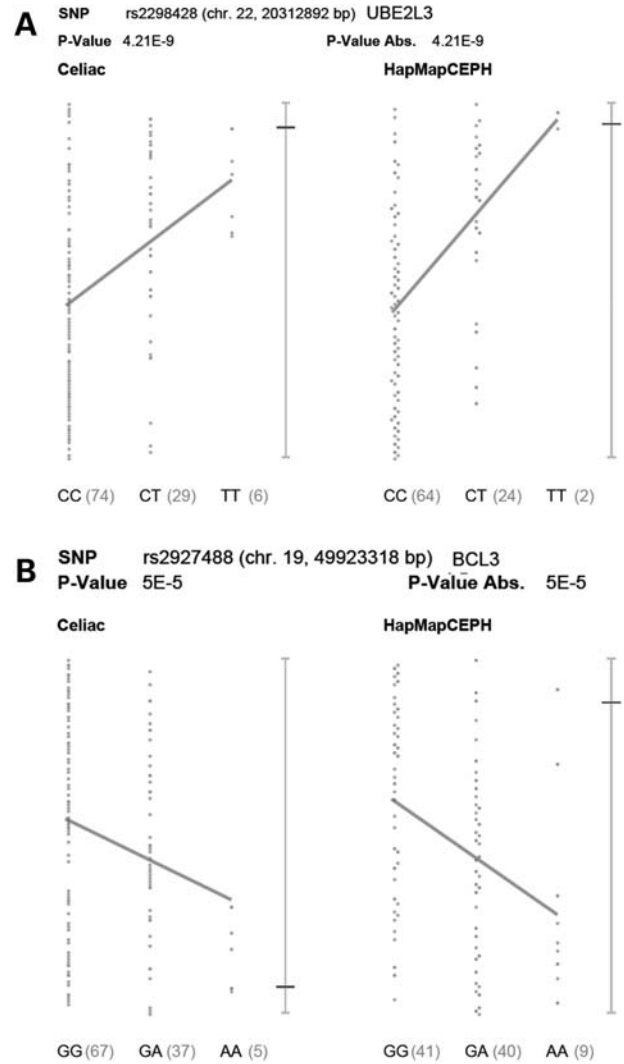 A
SNP rs2298428 (chr. 22, 20312892 bp) UBE2L3
P-Value 4.21E-9 P-Value Abs. 4.21E-9
Celiac HapMapCEPH
CC (74) CT (29) TT (6) CC (64) CT (24) TT (2)
B
SNP rs2927488 (chr. 19, 49923318 bp) BCL3
P-Value 5E-5 P-Value Abs. 5E-5
Celiac HapMapCEPH
GG (67) GA (37) AA (5) GG (41) GA (40) AA (9)